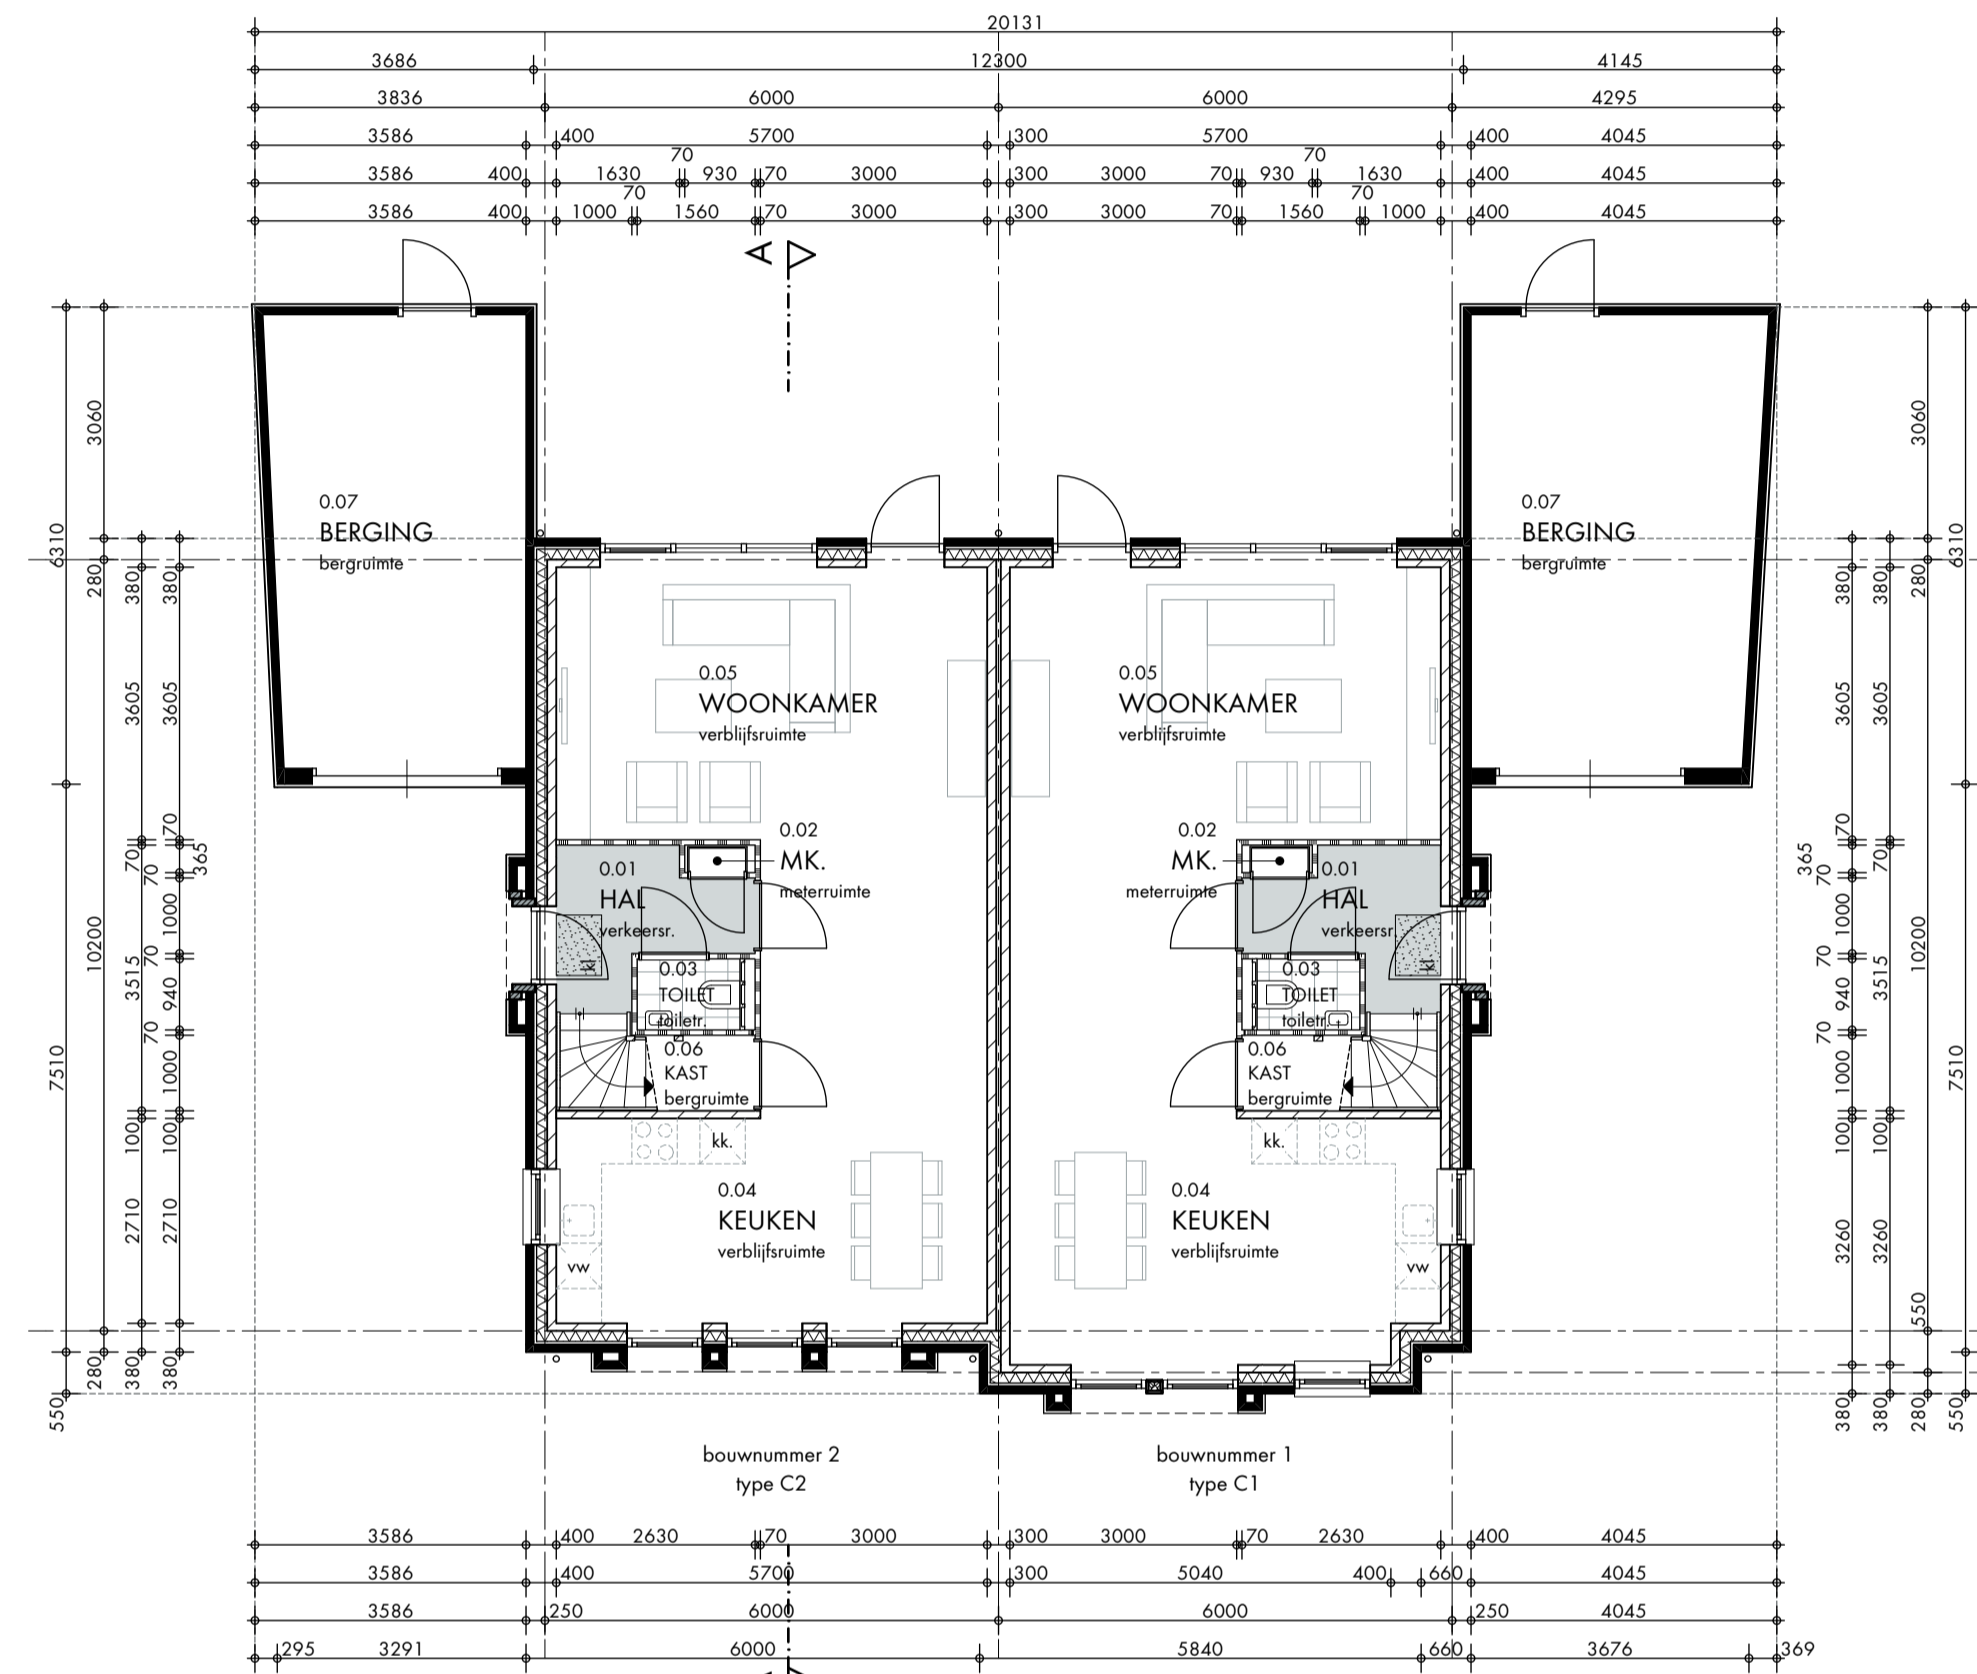 20131
3686 12300 4145
3836 6000 6000 4295
3586 400 5700 300 5700 400 4045
70 70
3586 400 1630 930 70 3000 300 3000 70 930 1630 400 4045
70 70
3586 400 1000 1560 70 3000 300 3000 70 1560 1000 400 4045
A
3060
6310
280
380
380
3605
3605
70
70
70
365
1000
10200
3515
70
940
70
7510
1000
100
100
2710
2710
280
380
380
550
0.07
BERGING
bergruimte
0.05
WOONKAMER
verblijfsruimte
0.02
MK.
meterruimte
0.01
HAL
verkeersr.
kl
0.03
TOILET
toiletr.
0.06
KAST
bergruimte
kk.
0.04
KEUKEN
verblijfsruimte
vw
0.05
WOONKAMER
verblijfsruimte
0.02
MK.
meterruimte
0.01
HAL
verkeersr.
kl
0.03
TOILET
toiletr.
0.06
KAST
bergruimte
kk.
0.04
KEUKEN
verblijfsruimte
vw
0.07
BERGING
bergruimte
3060
6310
280
380
380
3605
3605
70
70
365
70
1000
10200
70
3515
940
70
7510
1000
100
100
3260
3260
550
380
380
280
550
bouwnummer 2
type C2
bouwnummer 1
type C1
3586 400 2630 70 3000 300 3000 70 2630 400 4045
3586 400 5700 300 5040 400 660 4045
3586 250 6000 6000 250 4045
295 3291 6000 5840 660 3676 369